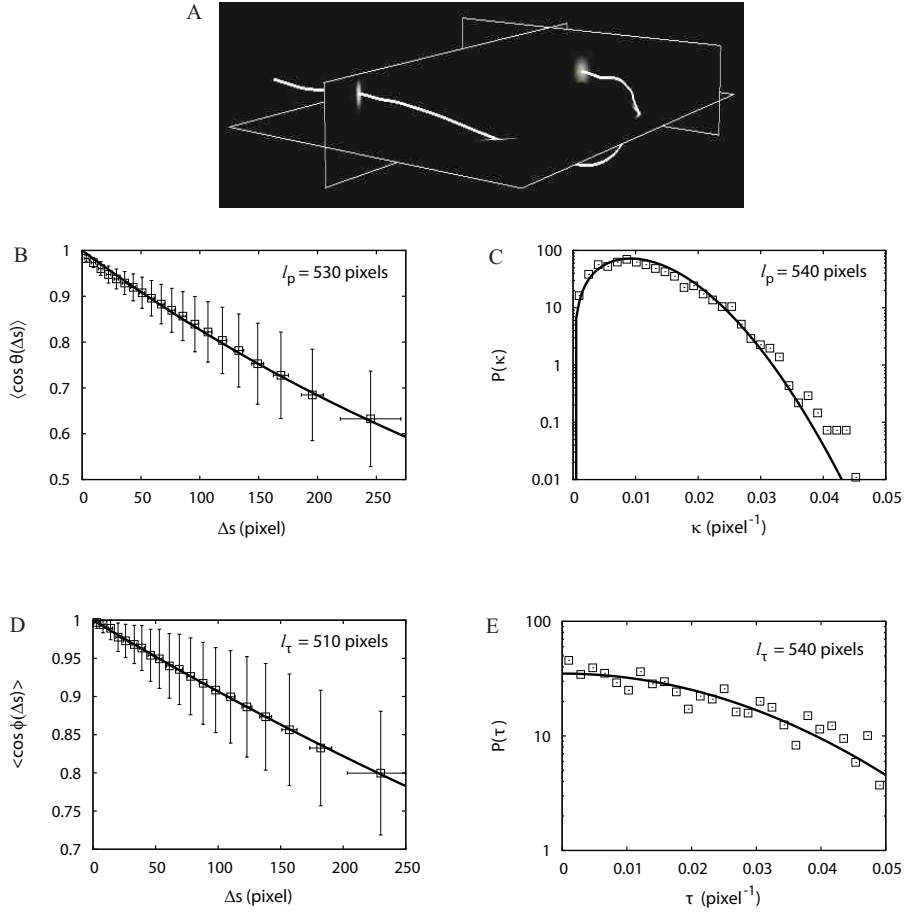 A
B
l_p = 530 pixels
⟨cos θ(Δs)⟩
1
0.9
0.8
0.7
0.6
0.5
0 50 100 150 200 250
Δs (pixel)
C
l_p = 540 pixels
P(κ)
100
10
1
0.1
0.01
0 0.01 0.02 0.03 0.04 0.05
κ (pixel⁻¹)
D
l_τ = 510 pixels
<cos ϕ(Δs)>
1
0.95
0.9
0.85
0.8
0.75
0.7
0 50 100 150 200 250
Δs (pixel)
E
l_τ = 540 pixels
P(τ)
100
10
1
0 0.01 0.02 0.03 0.04 0.05
τ (pixel⁻¹)